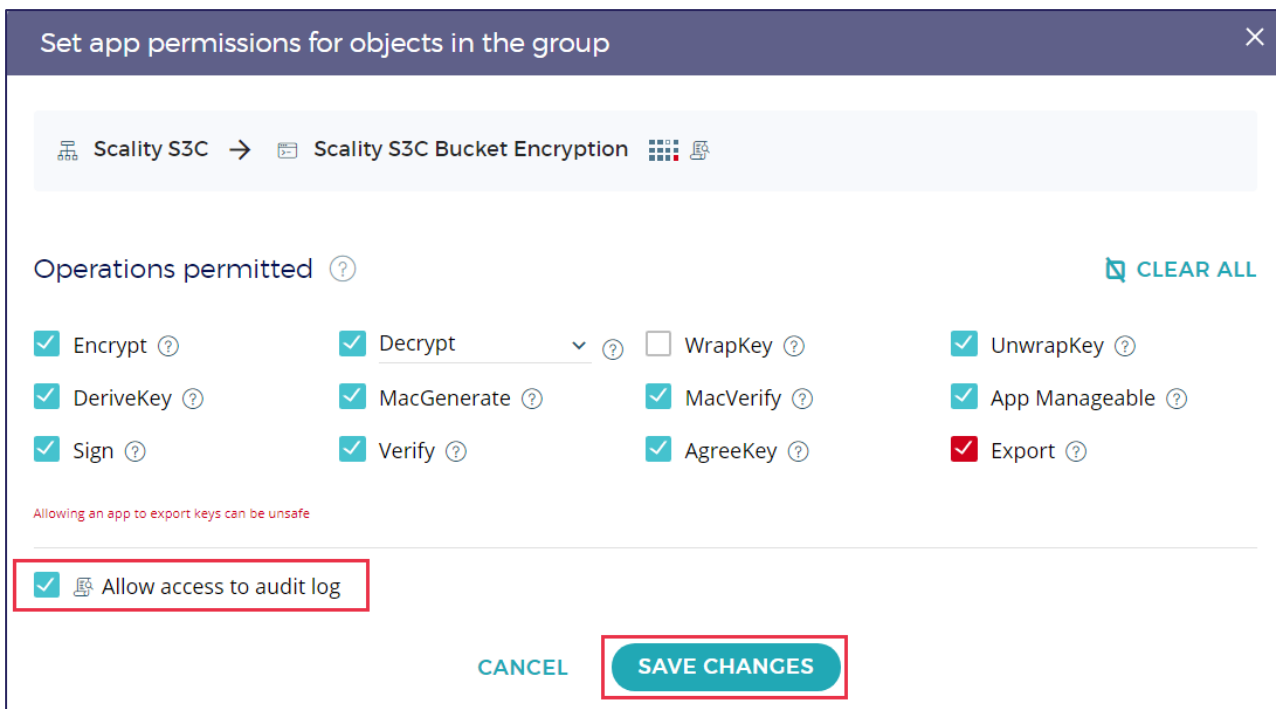 Set app permissions for objects in the group
Scality S3C → Scality S3C Bucket Encryption
Operations permitted ? CLEAR ALL
Encrypt ? Decrypt ? WrapKey ? UnwrapKey ?
DeriveKey ? MacGenerate ? MacVerify ? App Manageable ?
Sign ? Verify ? AgreeKey ? Export ?
Allowing an app to export keys can be unsafe
Allow access to audit log
CANCEL SAVE CHANGES